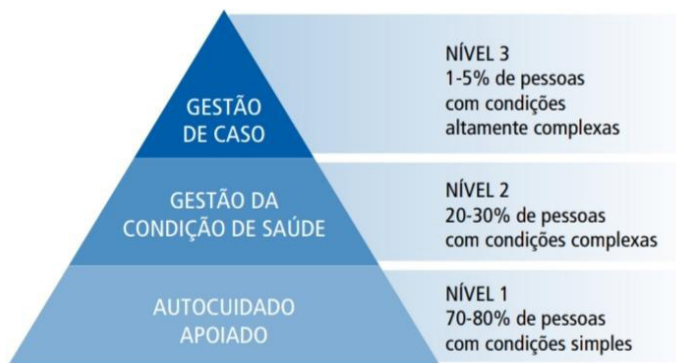 GESTÃO
DE CASO
NÍVEL 3
1-5% de pessoas
com condições
altamente complexas
GESTÃO DA
CONDIÇÃO DE SAÚDE
NÍVEL 2
20-30% de pessoas
com condições complexas
AUTOCUIDADO
APOIADO
NÍVEL 1
70-80% de pessoas
com condições simples